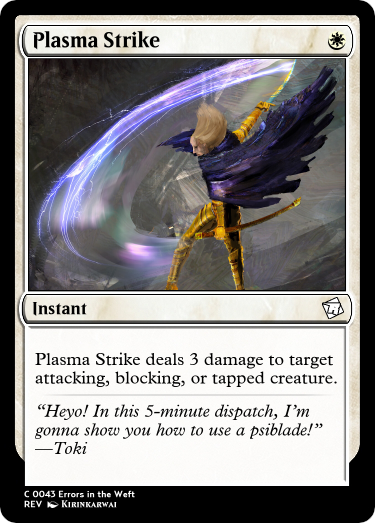 Plasma Strike
Instant
Plasma Strike deals 3 damage to target
attacking, blocking, or tapped creature.
“Heyo! In this 5-minute dispatch, I’m
gonna show you how to use a psiblade!”
—Toki
C 0043 Errors in the Weft
REV Kirinkarwai